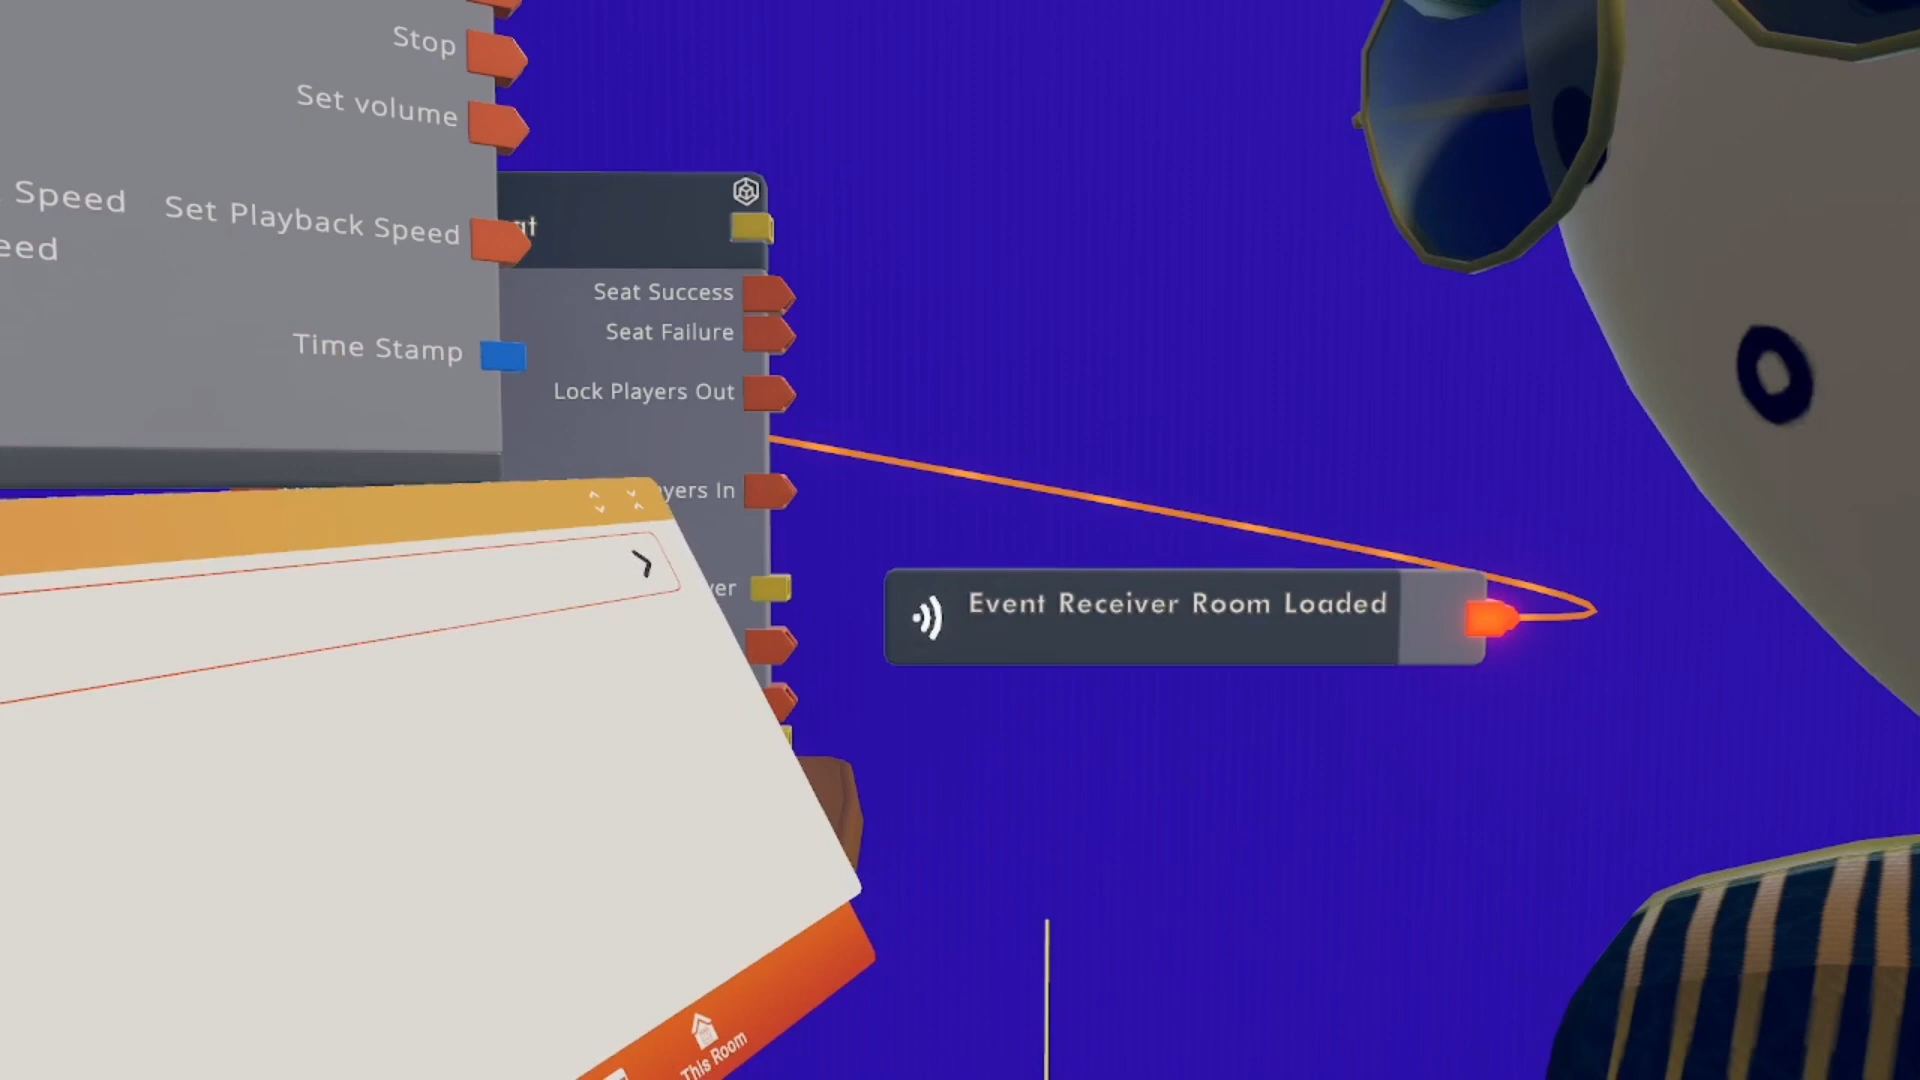 Stop
Set volume
Speed
Set Playback Speed
eed
Time Stamp
Seat Success
Seat Failure
Lock Players Out
yers In
Event Receiver Room Loaded
This Room